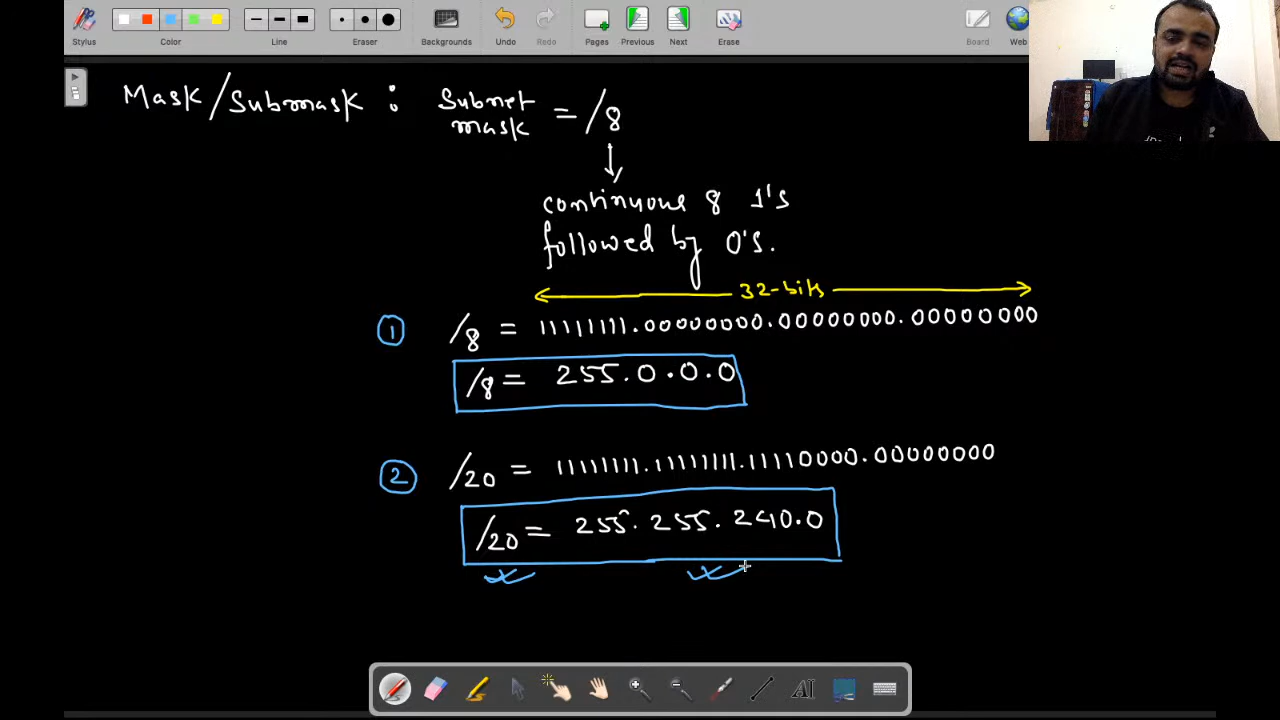 Stylus
Color
Line
Eraser
Backgrounds
Undo
Redo
Pages
Previous
Next
Erase
Board
Web
Mask/Submask : Subnet mask = /8
continuous 8 1's
followed by 0's.
32-bits
1 /8 = 11111111.00000000.00000000.00000000
/8 = 255.0.0.0
2 /20 = 11111111.11111111.11110000.00000000
/20 = 255.255.240.0
AI